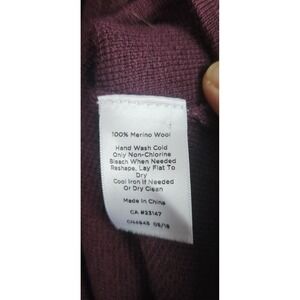 100% Merino Wool
Hand Wash Cold
Only Non-Chlorine
Bleach When Needed
Reshape, Lay Flat To
Dry
Cool Iron If Needed
Or Dry Clean
Made In China
CA #23147